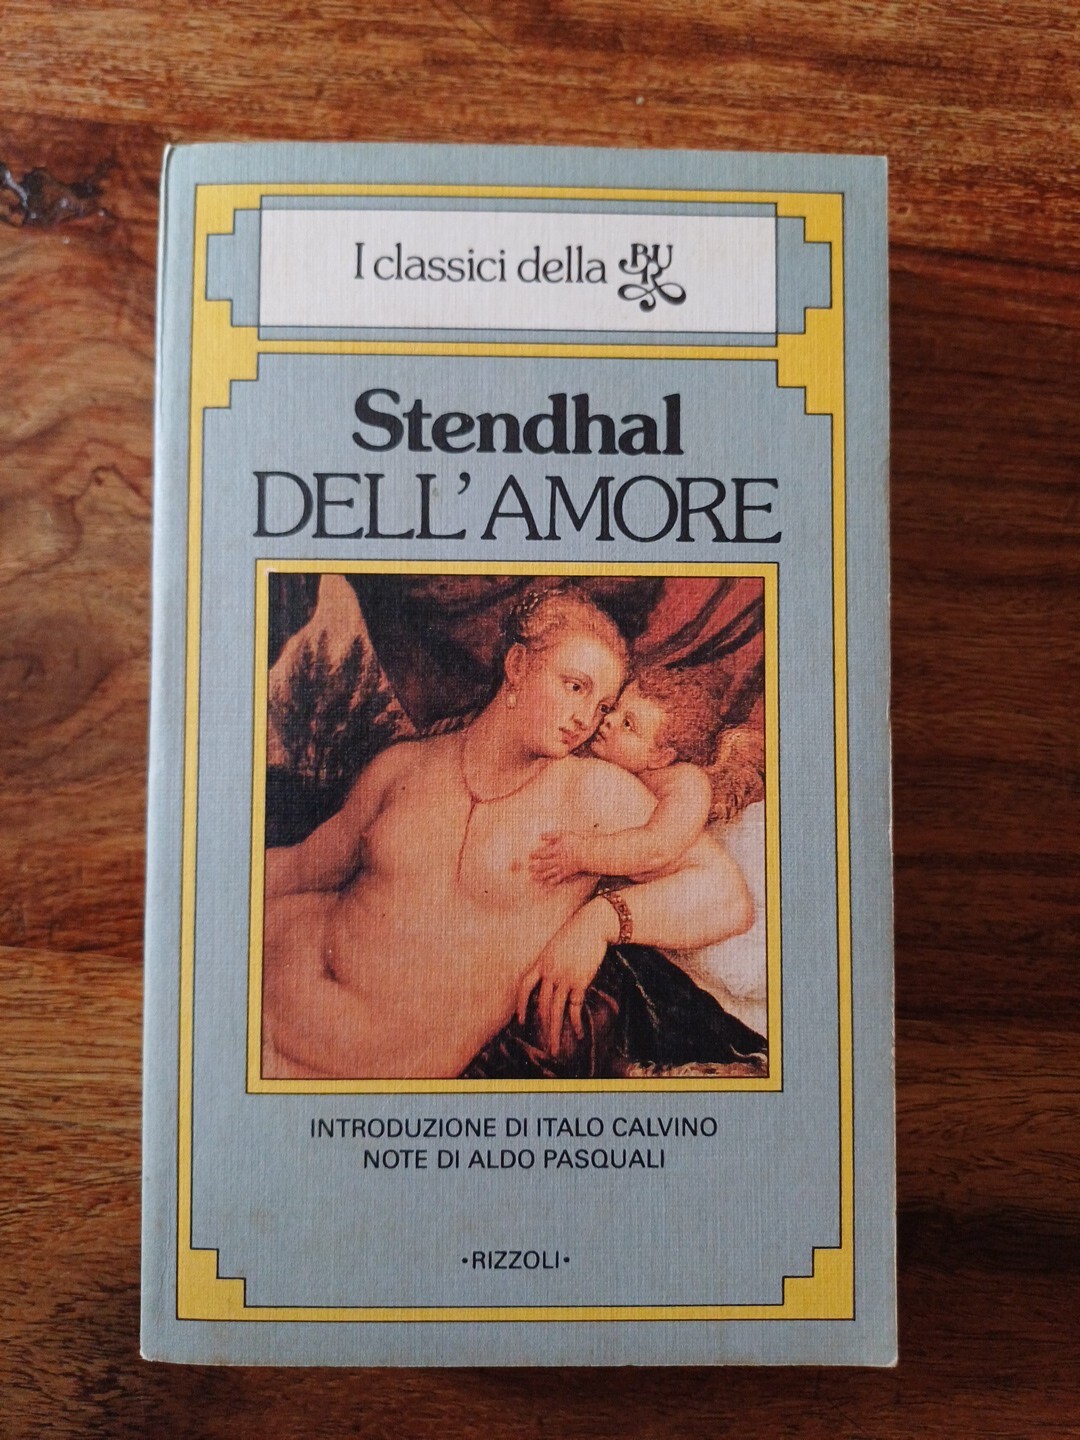 I classici della BUR
Stendhal
DELL'AMORE
INTRODUZIONE DI ITALO CALVINO
NOTE DI ALDO PASQUALI
•RIZZOLI•